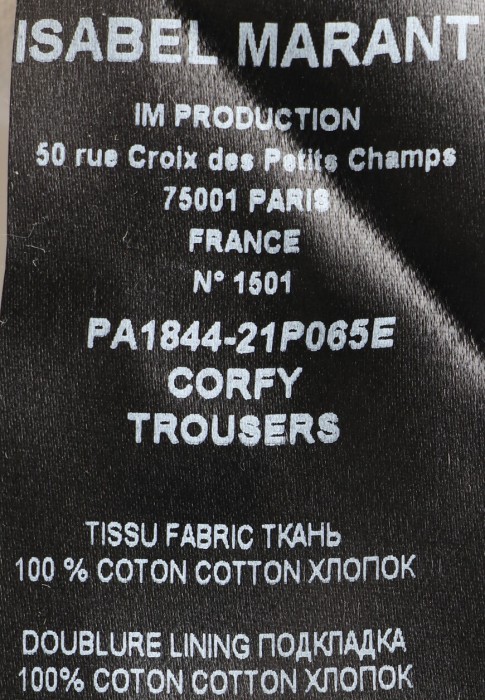 ISABEL MARANT
IM PRODUCTION
50 rue Croix des Petits Champs
75001 PARIS
FRANCE
N° 1501
PA1844-21P065E
CORFY
TROUSERS
TISSU FABRIC ТКАНЬ
100 % COTON COTTON ХЛОПОК
DOUBLURE LINING ПОДКЛАДКА
100% COTON COTTON ХЛОПОК